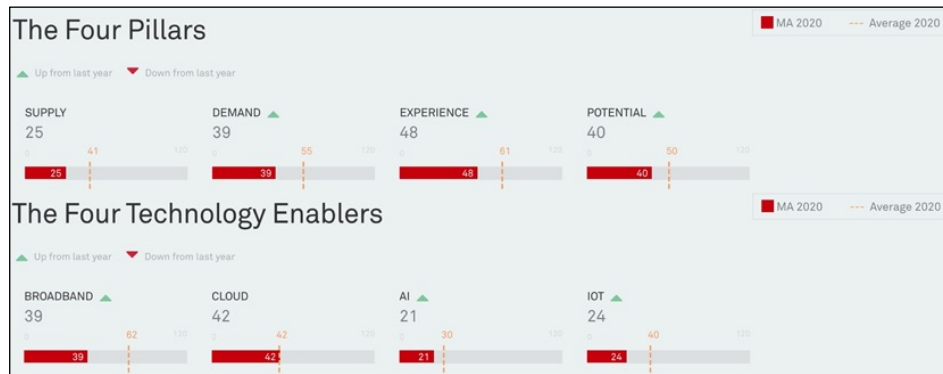 The Four Pillars
MA 2020 --- Average 2020
Up from last year Down from last year
SUPPLY DEMAND EXPERIENCE POTENTIAL
25 39 48 40
0 41 120 0 55 120 0 61 120 0 50 120
25 39 48 40
The Four Technology Enablers
MA 2020 --- Average 2020
Up from last year Down from last year
BROADBAND CLOUD AI IOT
39 42 21 24
0 62 120 0 42 120 0 30 120 0 40 120
39 42 21 24